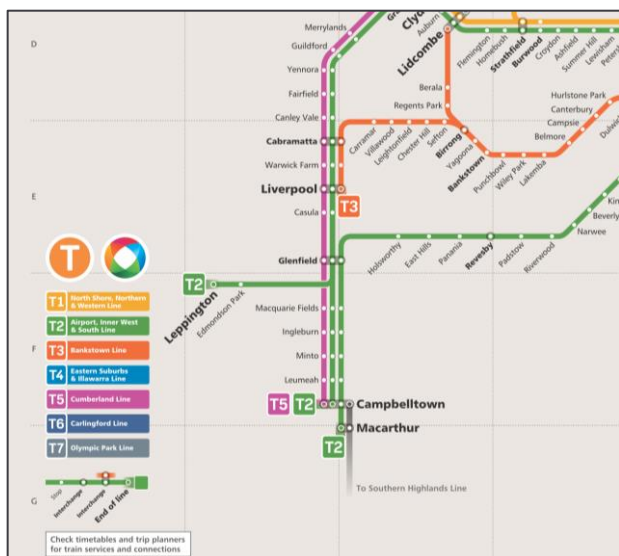 D
Merrylands
Guildford
Yennora
Fairfield
Canley Vale
Auburn
Lidcombe
Flemington
Homebush
Strathfield
Burwood
Croydon
Ashfield
Summer Hill
Lewisham
Berala
Regents Park
Hurlstone Park
Canterbury
Campsie
Belmore
E
Cabramatta
Warwick Farm
Liverpool
T3
Casula
Carramar
Villawood
Leightonfield
Chester Hill
Sefton
Birrong
Yagoona
Bankstown
Punchbowl
Wiley Park
Lakemba
Glenfield
Holsworthy
East Hills
Panania
Revesby
Padstow
Riverwood
Narwee
T
T2
Leppington
Edmondson Park
F
Macquarie Fields
Ingleburn
Minto
Leumeah
T5
T2
Campbelltown
Macarthur
T2
To Southern Highlands Line
T1
North Shore, Northern
& Western Line
T2
Airport, Inner West
& South Line
T3
Bankstown Line
T4
Eastern Suburbs
& Illawarra Line
T5
Cumberland Line
T6
Carlingford Line
T7
Olympic Park Line
G
Stop
Interchange
Interchange
End of line
Check timetables and trip planners
for train services and connections